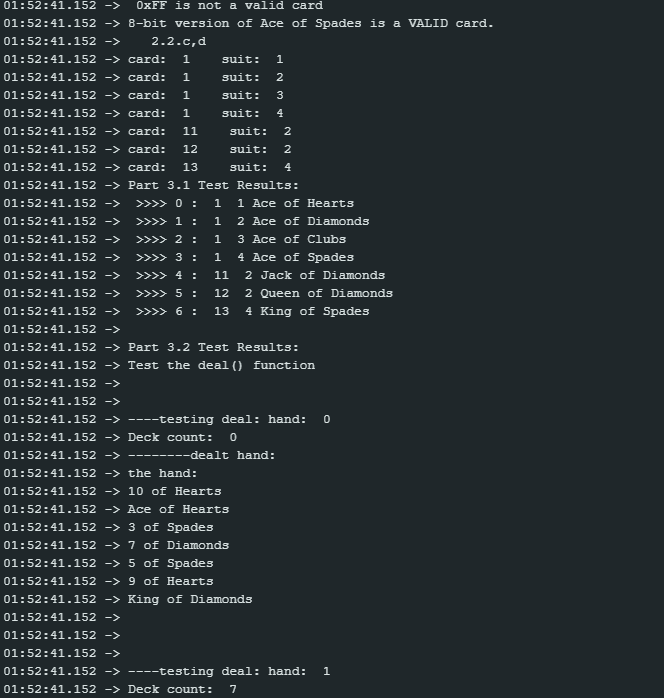 01:52:41.152 ->  0xFF is not a valid card
01:52:41.152 -> 8-bit version of Ace of Spades is a VALID card.
01:52:41.152 ->    2.2.c,d
01:52:41.152 -> card:  1    suit:  1
01:52:41.152 -> card:  1    suit:  2
01:52:41.152 -> card:  1    suit:  3
01:52:41.152 -> card:  1    suit:  4
01:52:41.152 -> card:  11    suit:  2
01:52:41.152 -> card:  12    suit:  2
01:52:41.152 -> card:  13    suit:  4
01:52:41.152 -> Part 3.1 Test Results:
01:52:41.152 ->  >>>> 0 :  1  1 Ace of Hearts
01:52:41.152 ->  >>>> 1 :  1  2 Ace of Diamonds
01:52:41.152 ->  >>>> 2 :  1  3 Ace of Clubs
01:52:41.152 ->  >>>> 3 :  1  4 Ace of Spades
01:52:41.152 ->  >>>> 4 :  11  2 Jack of Diamonds
01:52:41.152 ->  >>>> 5 :  12  2 Queen of Diamonds
01:52:41.152 ->  >>>> 6 :  13  4 King of Spades
01:52:41.152 ->
01:52:41.152 -> Part 3.2 Test Results:
01:52:41.152 -> Test the deal() function
01:52:41.152 ->
01:52:41.152 ->
01:52:41.152 -> ----testing deal: hand:  0
01:52:41.152 -> Deck count:  0
01:52:41.152 -> --------dealt hand:
01:52:41.152 -> the hand:
01:52:41.152 -> 10 of Hearts
01:52:41.152 -> Ace of Hearts
01:52:41.152 -> 3 of Spades
01:52:41.152 -> 7 of Diamonds
01:52:41.152 -> 5 of Spades
01:52:41.152 -> 9 of Hearts
01:52:41.152 -> King of Diamonds
01:52:41.152 ->
01:52:41.152 ->
01:52:41.152 ->
01:52:41.152 -> ----testing deal: hand:  1
01:52:41.152 -> Deck count:  7